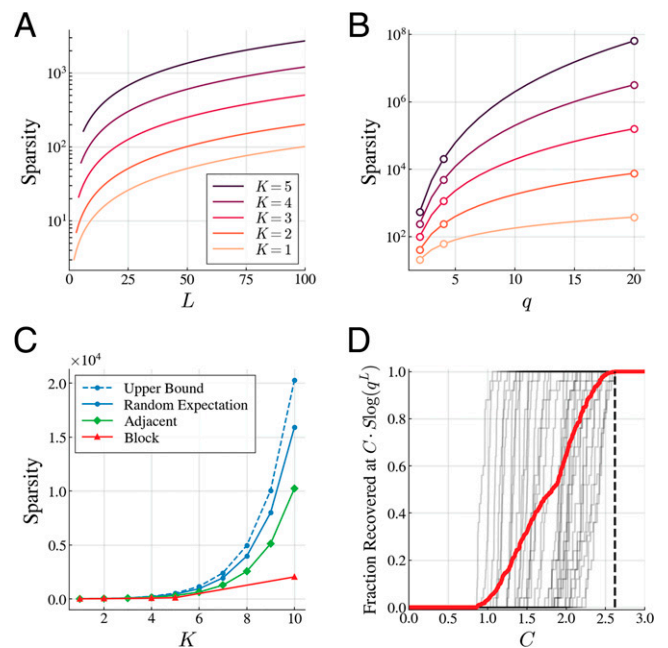 A
Sparsity
10^3
10^2
10^1
0 25 50 75 100
L
K = 5
K = 4
K = 3
K = 2
K = 1
B
Sparsity
10^8
10^6
10^4
10^2
5 10 15 20
q
C
×10^4
Sparsity
2.0
1.5
1.0
0.5
0
2 4 6 8 10
K
Upper Bound
Random Expectation
Adjacent
Block
D
Fraction Recovered at C · Slog(q^L)
1.0
0.8
0.6
0.4
0.2
0.0
0.0 0.5 1.0 1.5 2.0 2.5 3.0
C